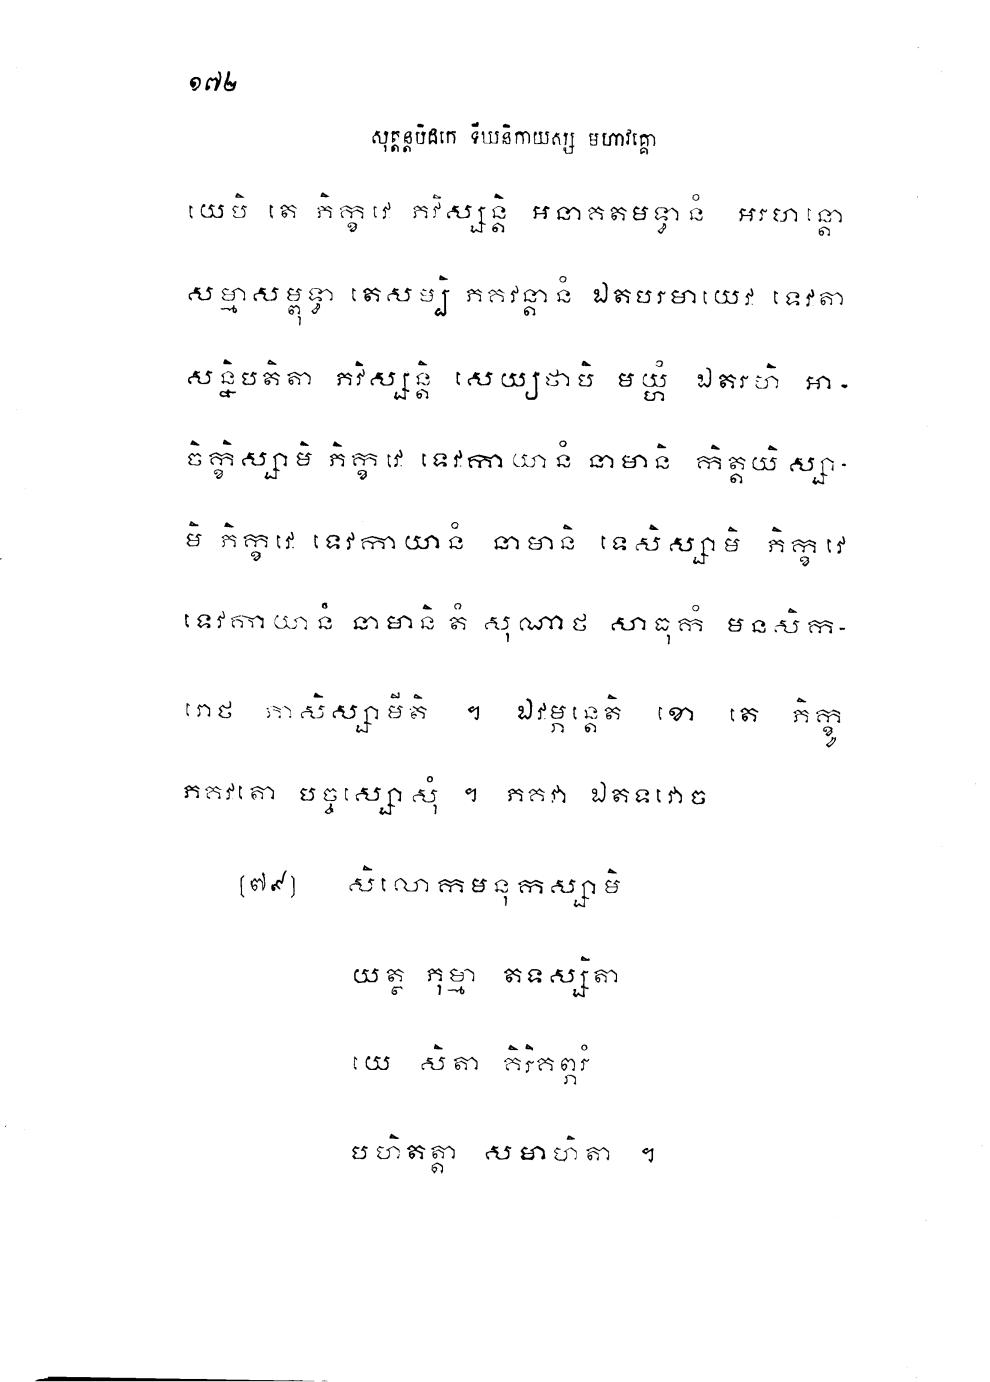 ១៧២
សុត្តន្តបិដកេ ទីឃនិកាយស្ស មហាវគ្គោ
យេបិ តេ ភិក្ខវេ ភវិស្សន្តិ អនាគតមទ្ធានំ អរហន្តោ
សម្មាសម្ពុទ្ធា តេសម្បិ ភគវន្តានំ ឯតបរមាយេវ ទេវតា
សន្និបតិតា ភវិស្សន្តិ សេយ្យថាបិ មយ្ហំ ឯតរហិ អា-
ចិក្ខិស្សាមិ ភិក្ខវេ ទេវកាយានំ នាមានិ កិត្តយិស្សា-
មិ ភិក្ខវេ ទេវកាយានំ នាមានិ ទេសិស្សាមិ ភិក្ខវេ
ទេវកាយានំ នាមានិ តំ សុណាថ សាធុកំ មនសិក-
រោថ ភាសិស្សាមីតិ ។ ឯវម្ភន្តេតិ ខោ តេ ភិក្ខូ
ភគវតោ បច្ចស្សោសុំ ។ ភគវា ឯតទវោច
(៧៩) សិលោកមនុកស្សាមិ
យត្ថ ភុម្មា តទស្សិតា
យេ សិតា គិរិគព្ភរំ
បហិតត្តា សមាហិតា ។